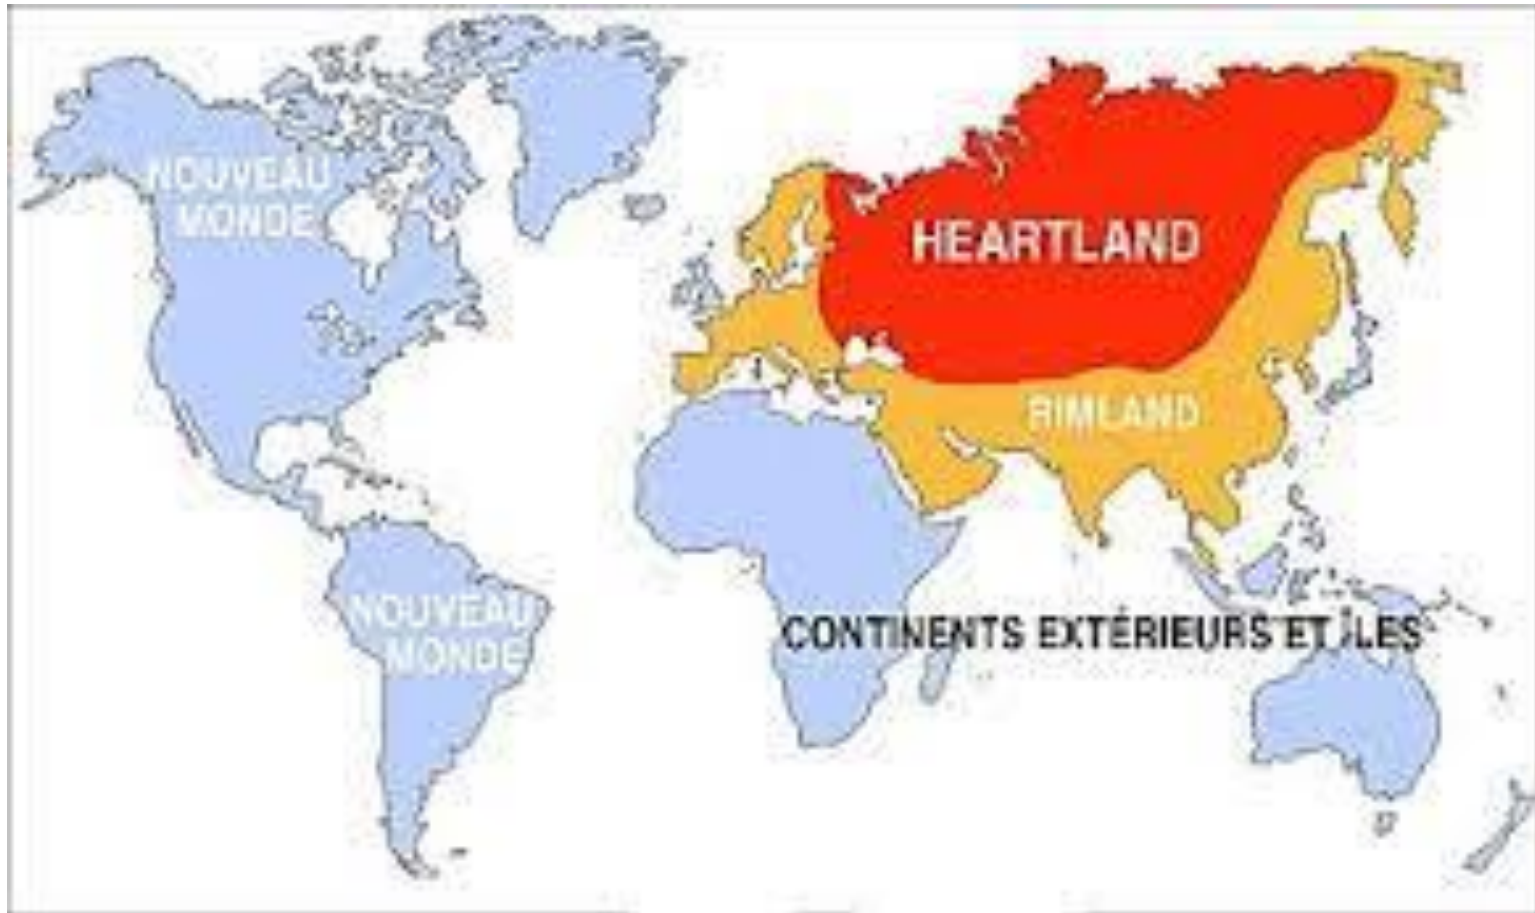 NOUVEAU
MONDE
HEARTLAND
RIMLAND
NOUVEAU
MONDE
CONTINENTS EXTÉRIEURS ET ÎLES